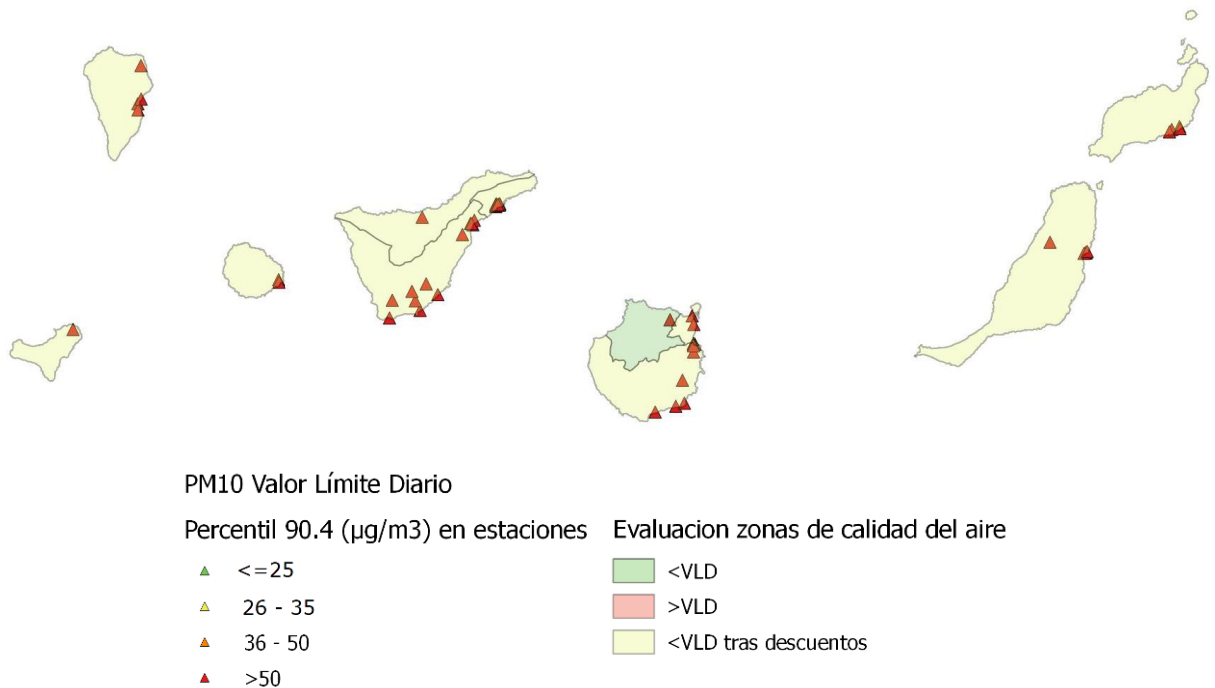 PM10 Valor Límite Diario
Percentil 90.4 (µg/m3) en estaciones
<=25
26 - 35
36 - 50
>50
Evaluacion zonas de calidad del aire
<VLD
>VLD
<VLD tras descuentos